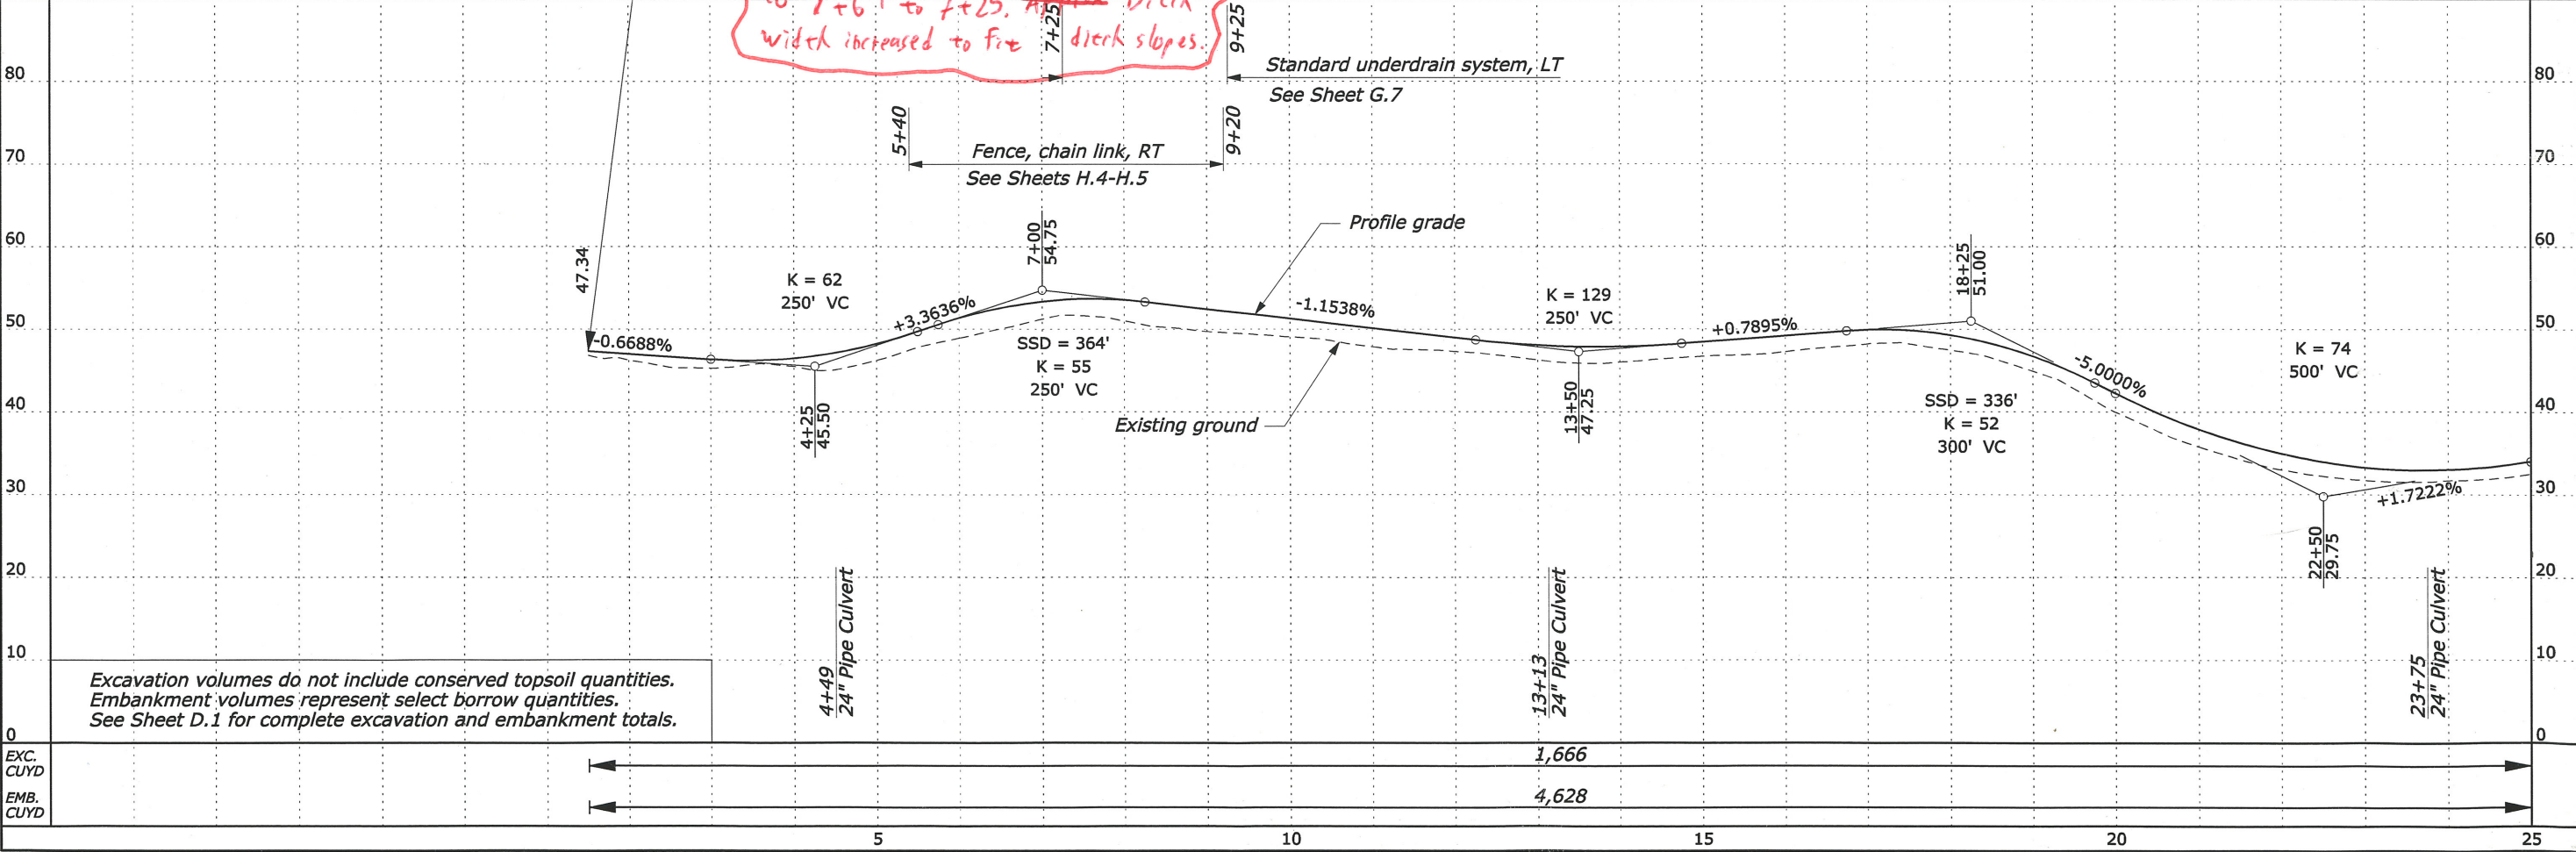 to 7+25. Ditch
width increased to fit ditch slopes.
7+25
9+25
80
Standard underdrain system, LT
80
See Sheet G.7
5+40
9+20
70
Fence, chain link, RT
70
See Sheets H.4-H.5
60
47.34
7+00
54.75
Profile grade
18+25
51.00
60
K = 62
250' VC
K = 129
250' VC
50
-0.6688%
+3.3636%
-1.1538%
+0.7895%
50
SSD = 364'
K = 55
250' VC
-5.0000%
K = 74
500' VC
40
4+25
45.50
Existing ground
13+50
47.25
SSD = 336'
K = 52
300' VC
40
30
+1.7222%
30
22+50
29.75
20
20
4+49
24" Pipe Culvert
13+13
24" Pipe Culvert
23+75
24" Pipe Culvert
10
10
Excavation volumes do not include conserved topsoil quantities.
Embankment volumes represent select borrow quantities.
See Sheet D.1 for complete excavation and embankment totals.
0
0
EXC.
CUYD
1,666
EMB.
CUYD
4,628
5
10
15
20
25